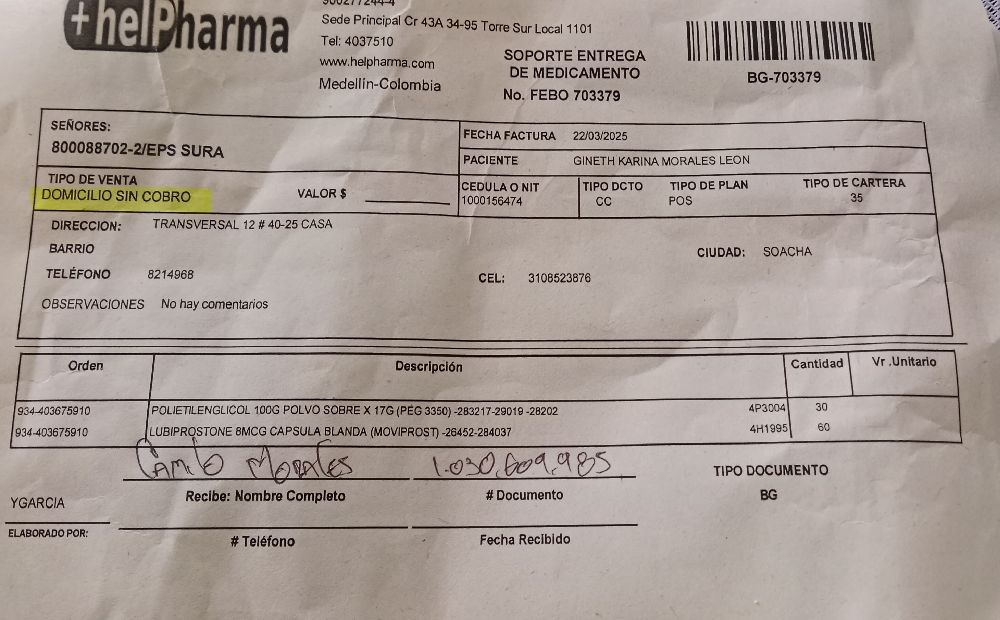 +helPharma
900277244-4
Sede Principal Cr 43A 34-95 Torre Sur Local 1101
Tel: 4037510
www.helpharma.com
Medellin-Colombia
SOPORTE ENTREGA
DE MEDICAMENTO
No. FEBO 703379
BG-703379
SEÑORES:
800088702-2/EPS SURA
FECHA FACTURA 22/03/2025
PACIENTE GINETH KARINA MORALES LEON
TIPO DE VENTA
DOMICILIO SIN COBRO
VALOR $
CEDULA O NIT
1000156474
TIPO DCTO
CC
TIPO DE PLAN
POS
TIPO DE CARTERA
35
DIRECCION: TRANSVERSAL 12 # 40-25 CASA
BARRIO
CIUDAD: SOACHA
TELÉFONO 8214968
CEL: 3108523876
OBSERVACIONES No hay comentarios
Orden Descripción Cantidad Vr .Unitario
934-403675910 POLIETILENGLICOL 100G POLVO SOBRE X 17G (PEG 3350) -283217-29019 -28202 4P3004 30
934-403675910 LUBIPROSTONE 8MCG CAPSULA BLANDA (MOVIPROST) -26452-284037 4H1995 60
Camilo Morales 1.030.609.985
Recibe: Nombre Completo # Documento
TIPO DOCUMENTO
BG
YGARCIA
ELABORADO POR:
# Teléfono Fecha Recibido